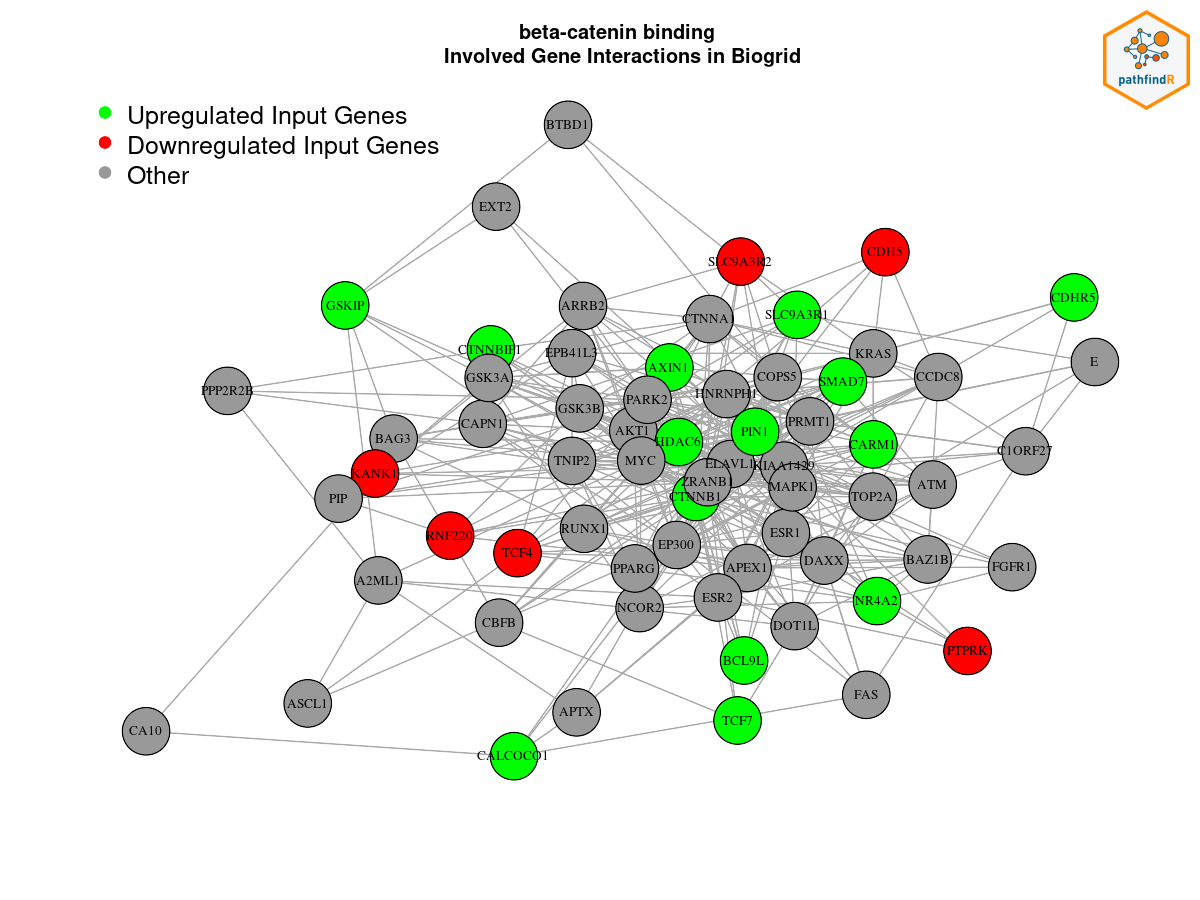 beta-catenin binding
Involved Gene Interactions in Biogrid
pathfindR
Upregulated Input Genes
Downregulated Input Genes
Other
BTBD1
EXT2
SLC9A3R2
CDH5
GSKIP
CDHR5
ARRB2
CTNNA1
SLC9A3R1
CTNNBIP1
EPB41L3
KRAS
E
AXIN1
GSK3A
COPS5
SMAD7
CCDC8
PPP2R2B
HNRNPH1
PARK2
GSK3B
CAPN1
PRMT1
AKT1
PIN1
BAG3
HDAC6
CARM1
C1ORF27
TNIP2
MYC
ELAVL1
KIAA1429
KANK1
ZRANB1
MAPK1
ATM
PIP
CTNNB1
TOP2A
RUNX1
ESR1
RNF220
EP300
TCF4
DAXX
BAZ1B
PPARG
APEX1
FGFR1
A2ML1
ESR2
NR4A2
NCOR2
CBFB
DOT1L
PTPRK
BCL9L
FAS
ASCL1
APTX
TCF7
CA10
CALCOCO1